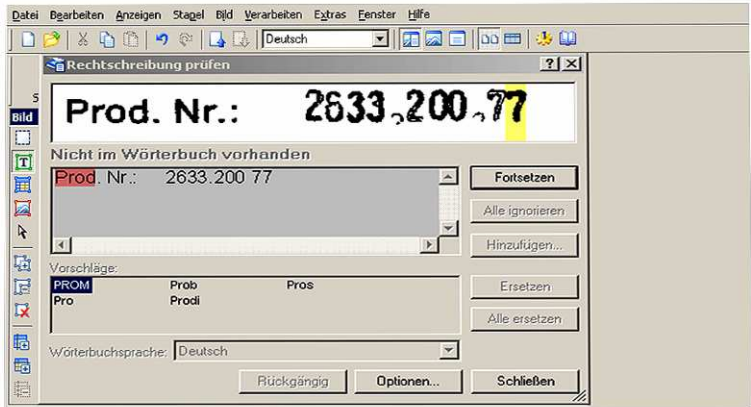 Datei Bearbeiten Anzeigen Stapel Bild Verarbeiten Extras Fenster Hilfe
Deutsch
Rechtschreibung prüfen
5
Bild
Prod. Nr.: 2633.200.77
Nicht im Wörterbuch vorhanden
Prod. Nr.: 2633.200 77
Fortsetzen
Alle ignorieren
Hinzufügen...
Vorschläge:
PROM Prob Pros
Pro Prodi
Ersetzen
Alle ersetzen
Wörterbuchsprache: Deutsch
Rückgängig Optionen... Schließen